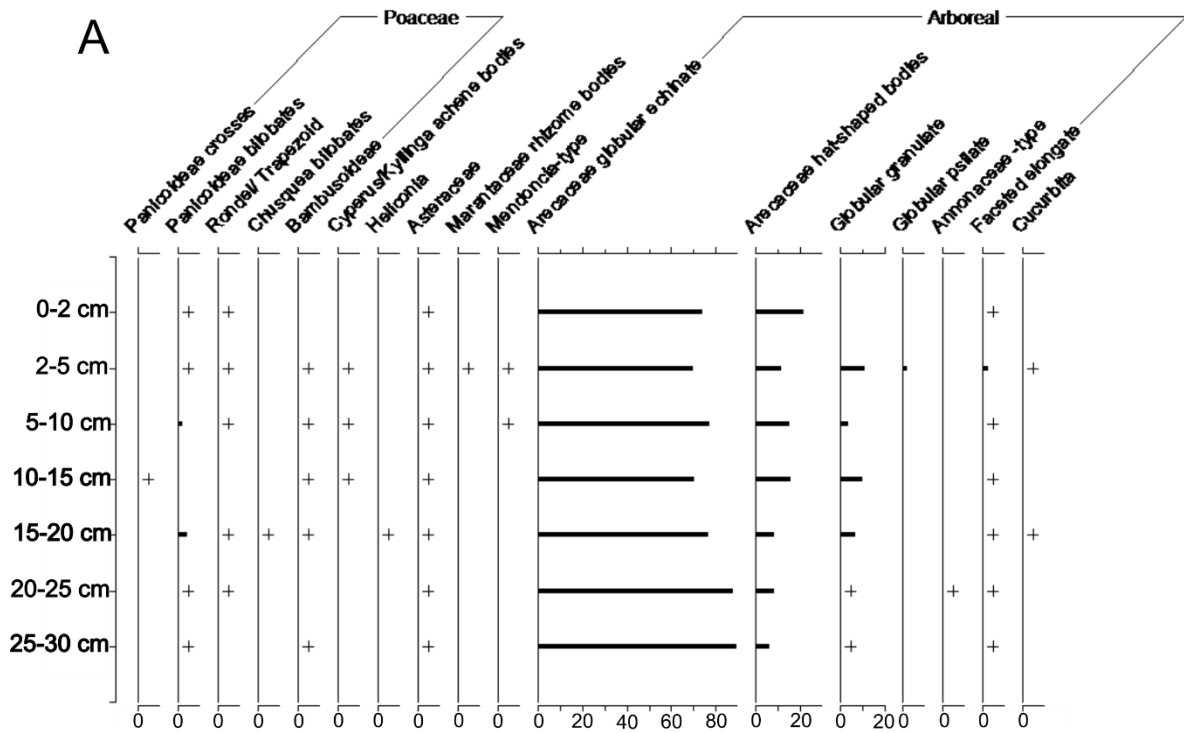 A
Poaceae
Arboreal
Panicoideae crosses
Panicoideae bilobates
Rondel/ Trapezoid
Chusquea bilobates
Bambusoideae
Cyperus/Kyllinga achene bodies
Heliconia
Asteraceae
Marantaceae rhizome bodies
Mendoncia-type
Arecaceae globular echinate
Arecaceae hat-shaped bodies
Globular granulate
Globular psilate
Annonaceae -type
Faceted elongate
Cucurbita
0-2 cm
+ + + +
2-5 cm
+ + + + + + + +
5-10 cm
+ + + + + +
10-15 cm
+ + + + +
15-20 cm
+ + + + + + +
20-25 cm
+ + + + + +
25-30 cm
+ + + + +
0 0 0 0 0 0 0 0 0 0 0 20 40 60 80 0 20 0 20 0 0 0 0